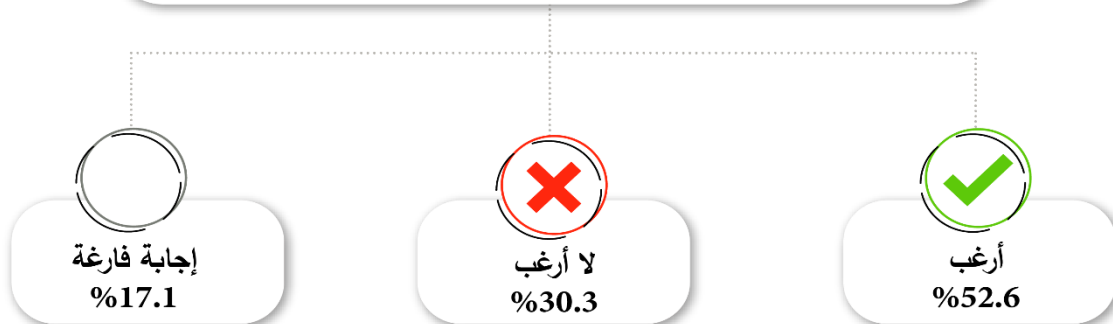 أرغب
%52.6
لا أرغب
%30.3
إجابة فارغة
%17.1